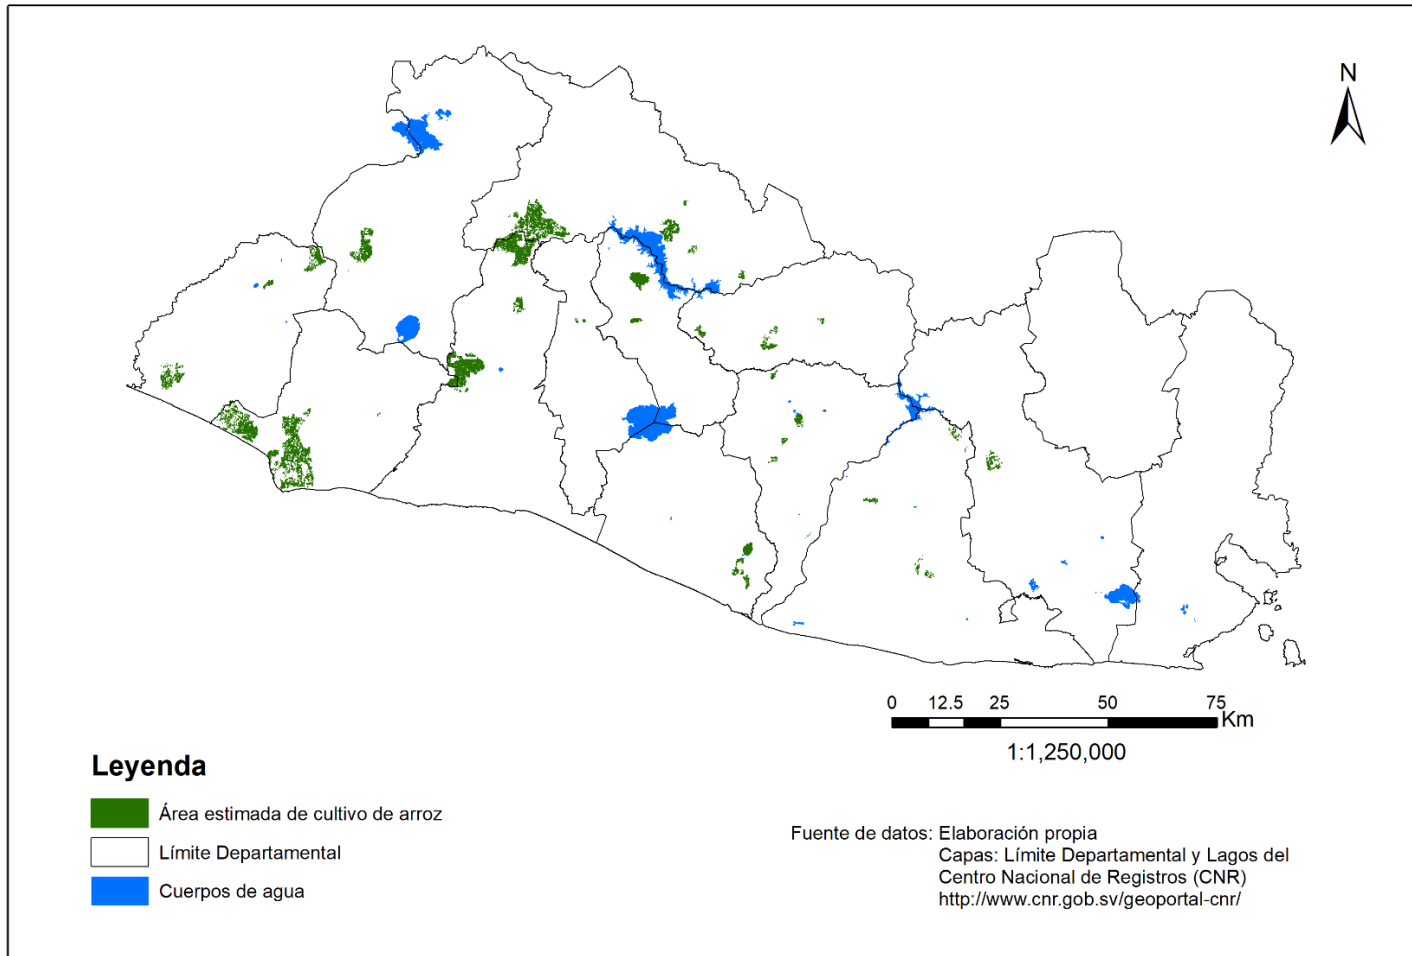 N
0 12.5 25 50 75
Km
1:1,250,000
Leyenda
Área estimada de cultivo de arroz
Límite Departamental
Cuerpos de agua
Fuente de datos: Elaboración propia
Capas: Límite Departamental y Lagos del
Centro Nacional de Registros (CNR)
http://www.cnr.gob.sv/geoportal-cnr/